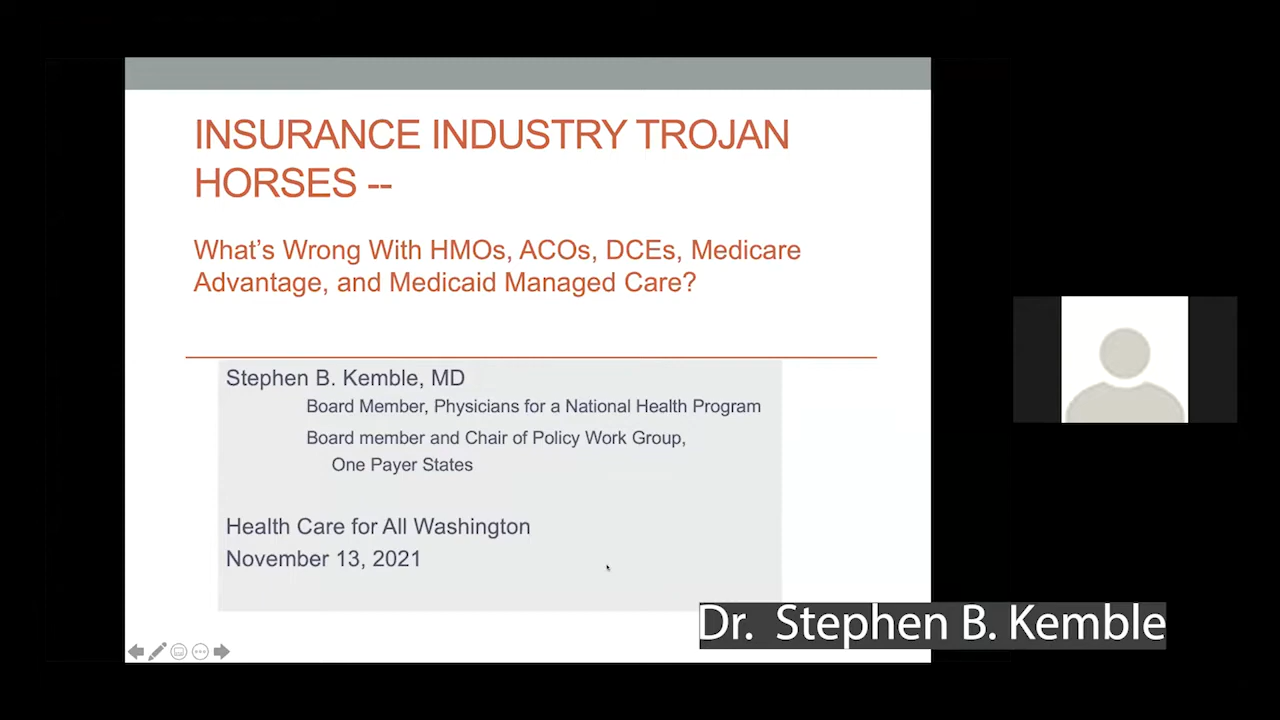 INSURANCE INDUSTRY TROJAN
HORSES --
What's Wrong With HMOs, ACOs, DCEs, Medicare
Advantage, and Medicaid Managed Care?
Stephen B. Kemble, MD
Board Member, Physicians for a National Health Program
Board member and Chair of Policy Work Group,
One Payer States
Health Care for All Washington
November 13, 2021
Dr. Stephen B. Kemble